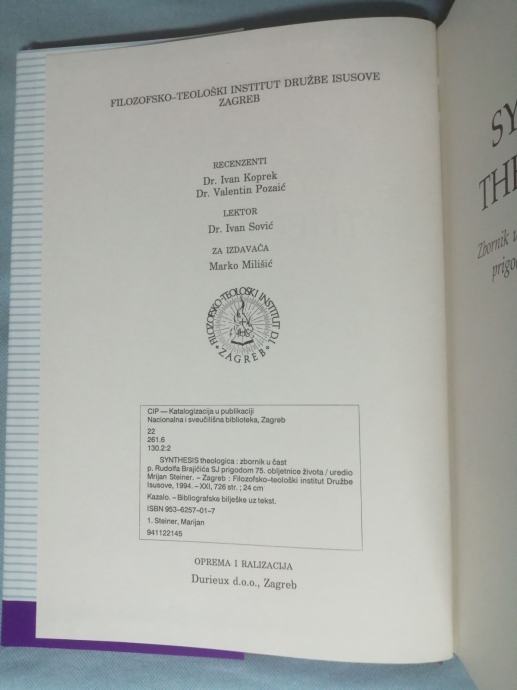 FILOZOFSKO-TEOLOŠKI INSTITUT DRUŽBE ISUSOVE
ZAGREB
RECENZENTI
Dr. Ivan Koprek
Dr. Valentin Pozaić
LEKTOR
Dr. Ivan Sović
ZA IZDAVAČA
Marko Milišić
FILOZOFSKO-TEOLOŠKI INSTITUT DI
ZAGREB
CIP — Katalogizacija u publikaciji
Nacionalna i sveučilišna biblioteka, Zagreb
22
261.6
130.2:2
SYNTHESIS theologica : zbornik u čast
p. Rudolfa Brajičića SJ prigodom 75. obljetnice života / uredio
Mrijan Steiner. – Zagreb : Filozofsko-teološki institut Družbe
Isusove, 1994. – XXI, 726 str. ; 24 cm
Kazalo. – Bibliografske bilješke uz tekst.
ISBN 953-6257-01-7
1. Steiner, Marijan
941122145
OPREMA I RALIZACIJA
Durieux d.o.o., Zagreb
SY
THE
Zbornik u
prigo